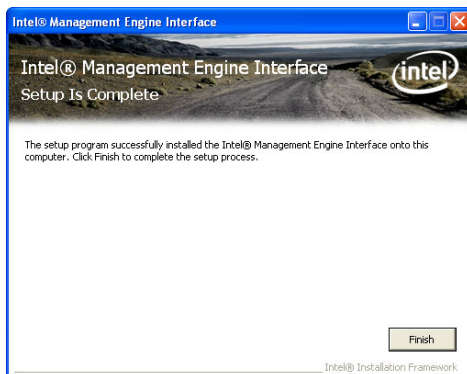 Intel® Management Engine Interface
Intel® Management Engine Interface
Setup Is Complete
intel
The setup program successfully installed the Intel® Management Engine Interface onto this
computer. Click Finish to complete the setup process.
Finish
Intel® Installation Framework